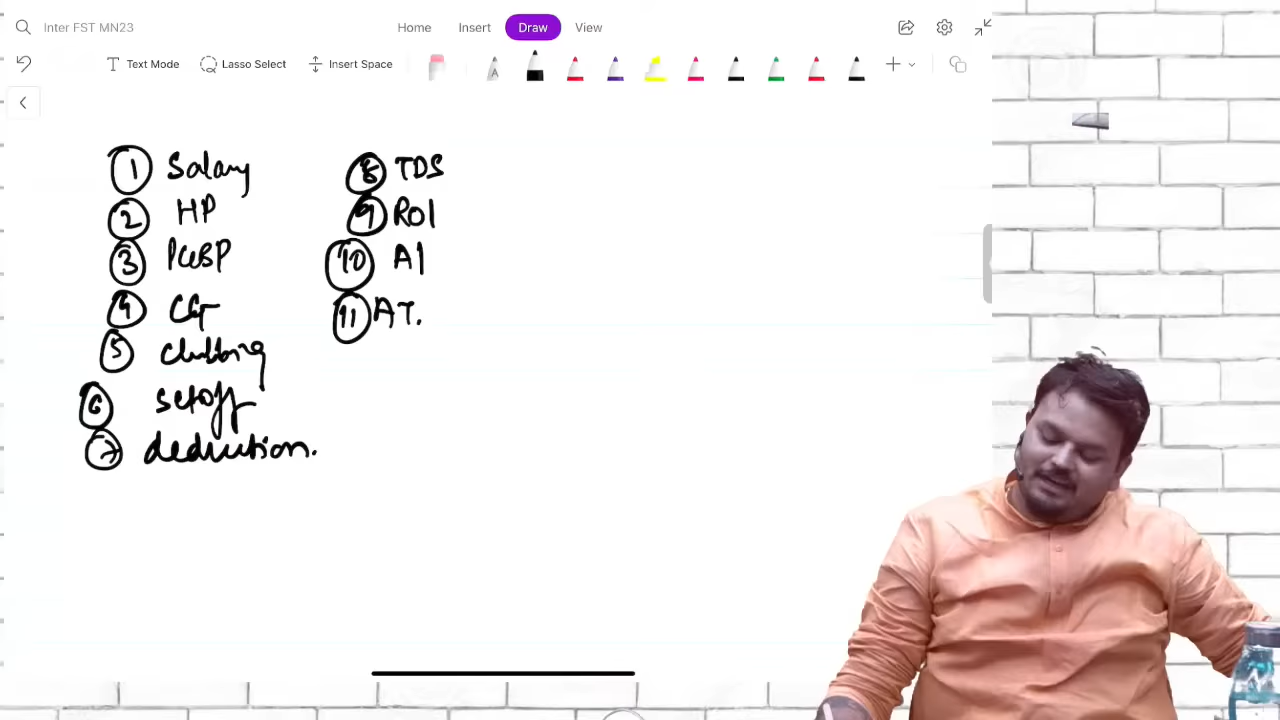 Inter FST MN23
Home Insert Draw View
Text Mode Lasso Select Insert Space
1 Salary
2 HP
3 PGBP
4 CG
5 clubbing
6 setoff
7 deduction.
8 TDS
9 ROI
10 AI
11 AT.